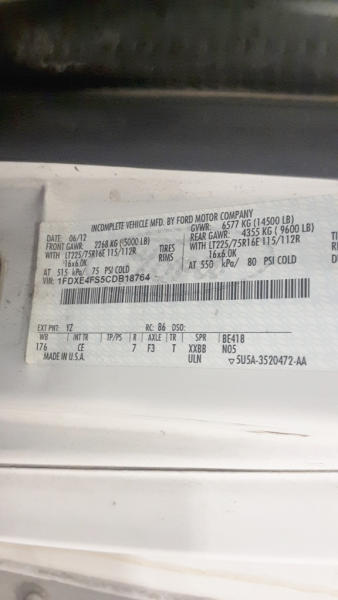 INCOMPLETE VEHICLE MFD. BY FORD MOTOR COMPANY
DATE: 06/12 GVWR: 6577 KG (14500 LB)
FRONT GAWR: 2268 KG (5000 LB) REAR GAWR: 4355 KG (9600 LB)
WITH LT225/75R16E 115/112R TIRES WITH LT225/75R16E 115/112R TIRE
16x6.0K RIMS 16x6.0K RIM
AT 515 kPa/ 75 PSI COLD AT 550 kPa/ 80 PSI COLD
VIN: 1FDXE4FS5CDB18764
EXT PNT: YZ RC: 86 DSO:
WB INT TR TP/PS R AXLE TR SPR BE418
176 CE 7 F3 T XXBB N05
MADE IN U.S.A. ULN 5U5A-3520472-AA